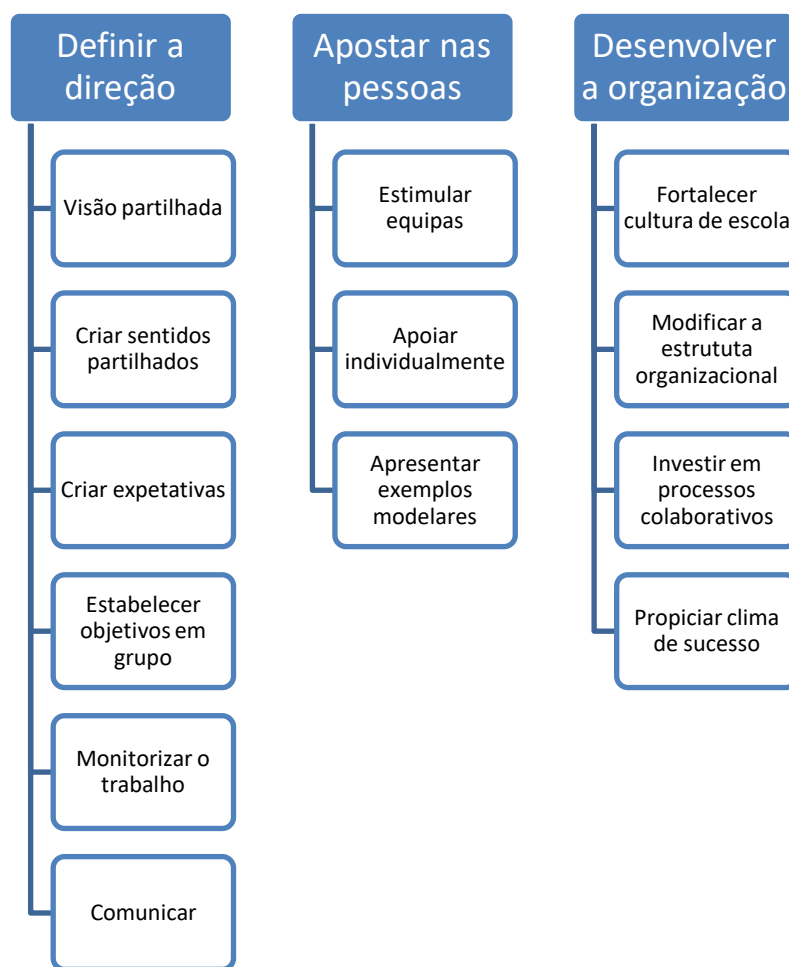 Definir a
direção
Visão partilhada
Criar sentidos
partilhados
Criar expetativas
Estabelecer
objetivos em
grupo
Monitorizar o
trabalho
Comunicar
Apostar nas
pessoas
Estimular
equipas
Apoiar
individualmente
Apresentar
exemplos
modelares
Desenvolver
a organização
Fortalecer
cultura de escola
Modificar a
estrututa
organizacional
Investir em
processos
colaborativos
Propiciar clima
de sucesso